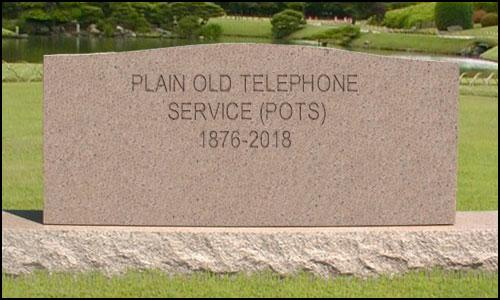 PLAIN OLD TELEPHONE
SERVICE (POTS)
1876-2018